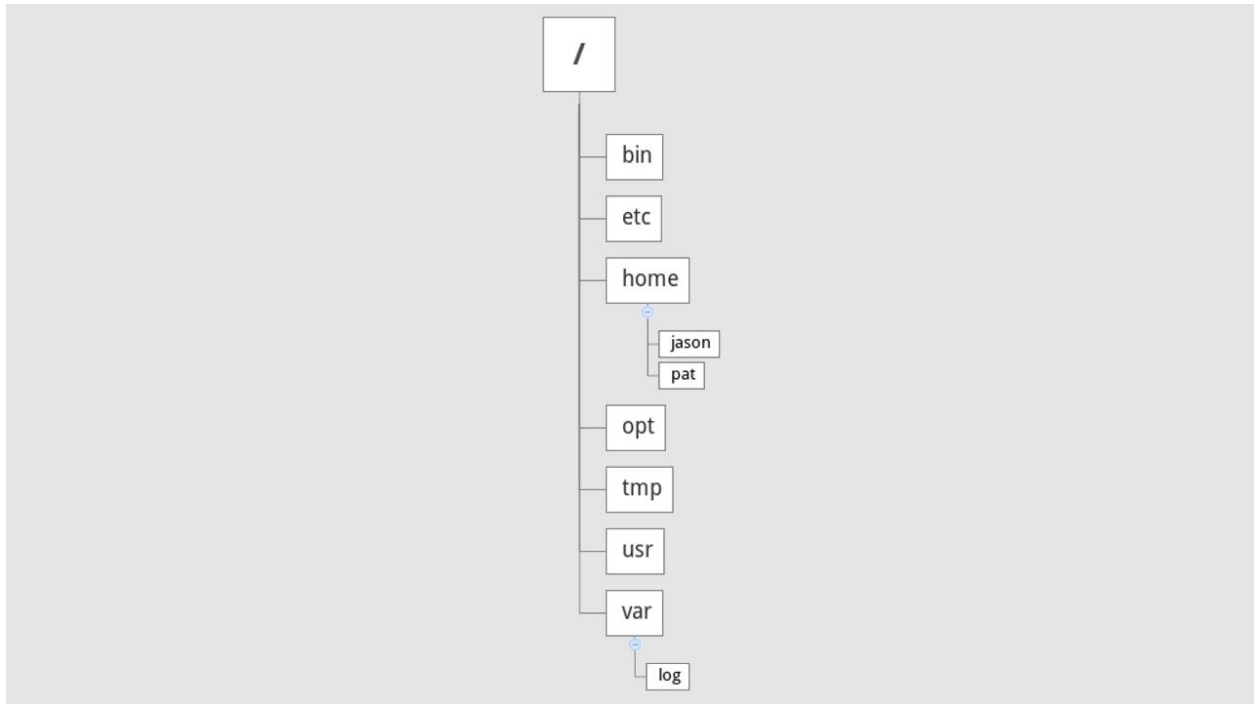 /
bin
etc
home
jason
pat
opt
tmp
usr
var
log